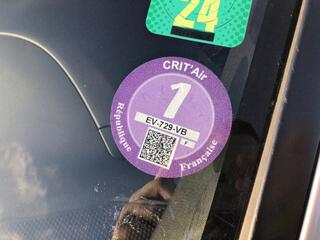 24
CRIT'Air
1
EV-729-VB
F
République
Française